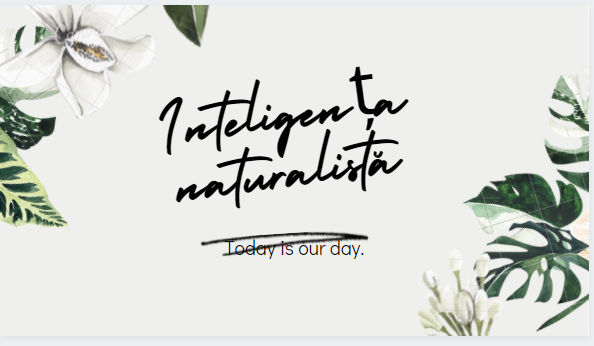 Inteligența
naturalistă
Today is our day.